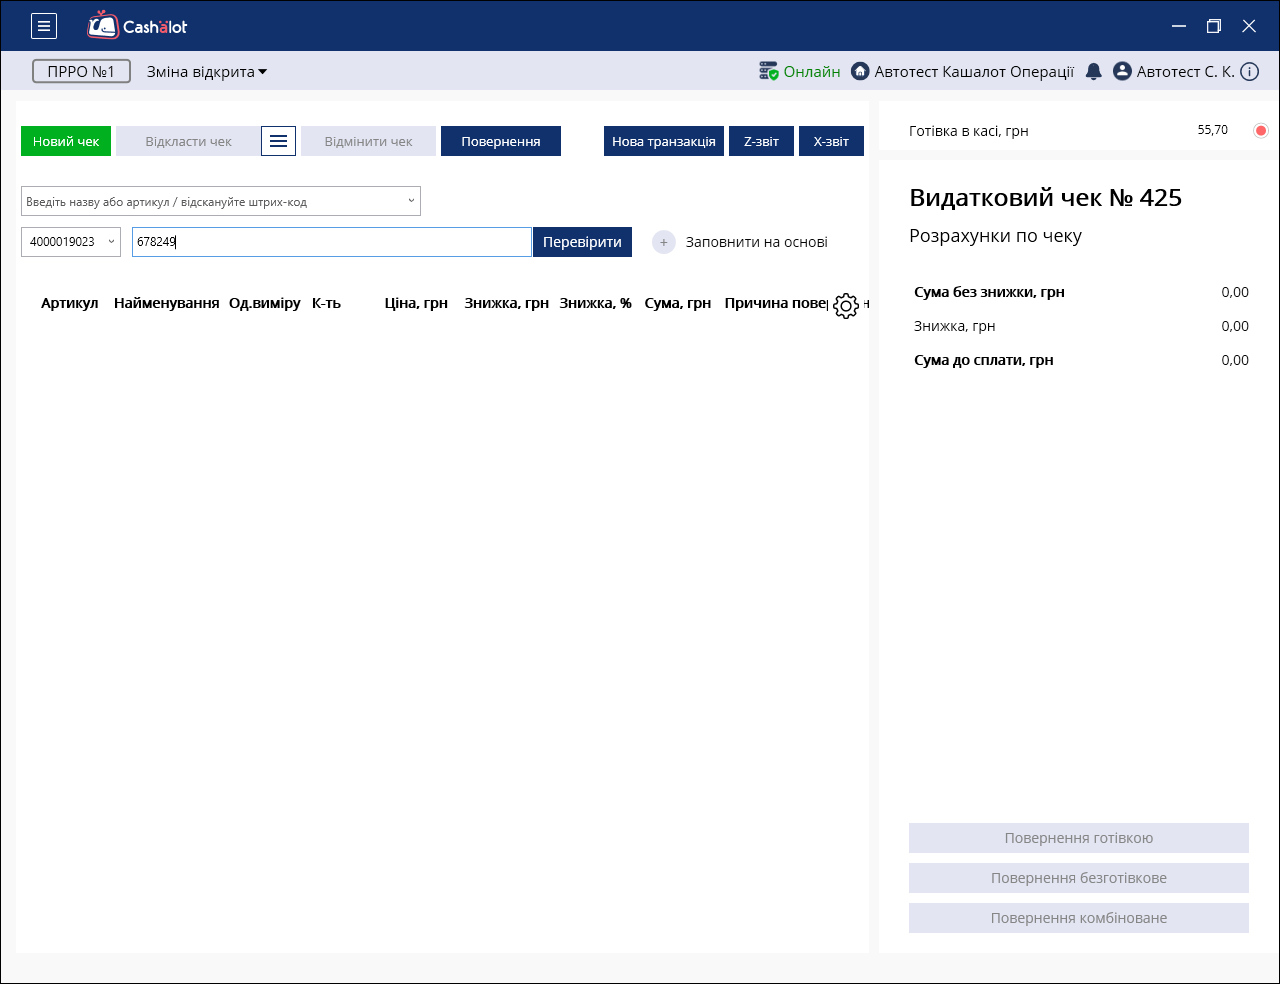 Cashalot
ПРРО №1 Зміна відкрита Онлайн Автотест Кашалот Операції Автотест С. К.
Новий чек Відкласти чек Відмінити чек Повернення Нова транзакція Z-звіт X-звіт
Готівка в касі, грн 55,70
Введіть назву або артикул / відскануйте штрих-код
Видатковий чек № 425
4000019023 678249 Перевірити + Заповнити на основі
Розрахунки по чеку
Артикул Найменування Од.виміру К-ть Ціна, грн Знижка, грн Знижка, % Сума, грн Причина
Сума без знижки, грн 0,00
Знижка, грн 0,00
Сума до сплати, грн 0,00
Повернення готівкою
Повернення безготівкове
Повернення комбіноване